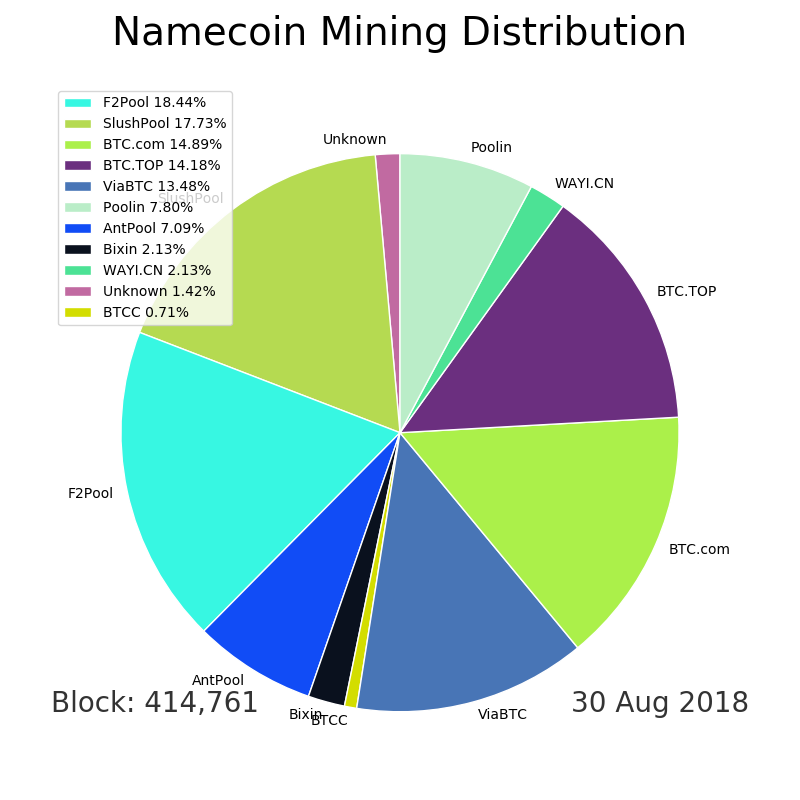 Namecoin Mining Distribution
F2Pool 18.44%
SlushPool 17.73%
BTC.com 14.89%
BTC.TOP 14.18%
ViaBTC 13.48%
Poolin 7.80%
AntPool 7.09%
Bixin 2.13%
WAYI.CN 2.13%
Unknown 1.42%
BTCC 0.71%
Unknown
Poolin
WAYI.CN
SlushPool
BTC.TOP
F2Pool
BTC.com
AntPool
Bixin
BTCC
ViaBTC
Block: 414,761
30 Aug 2018